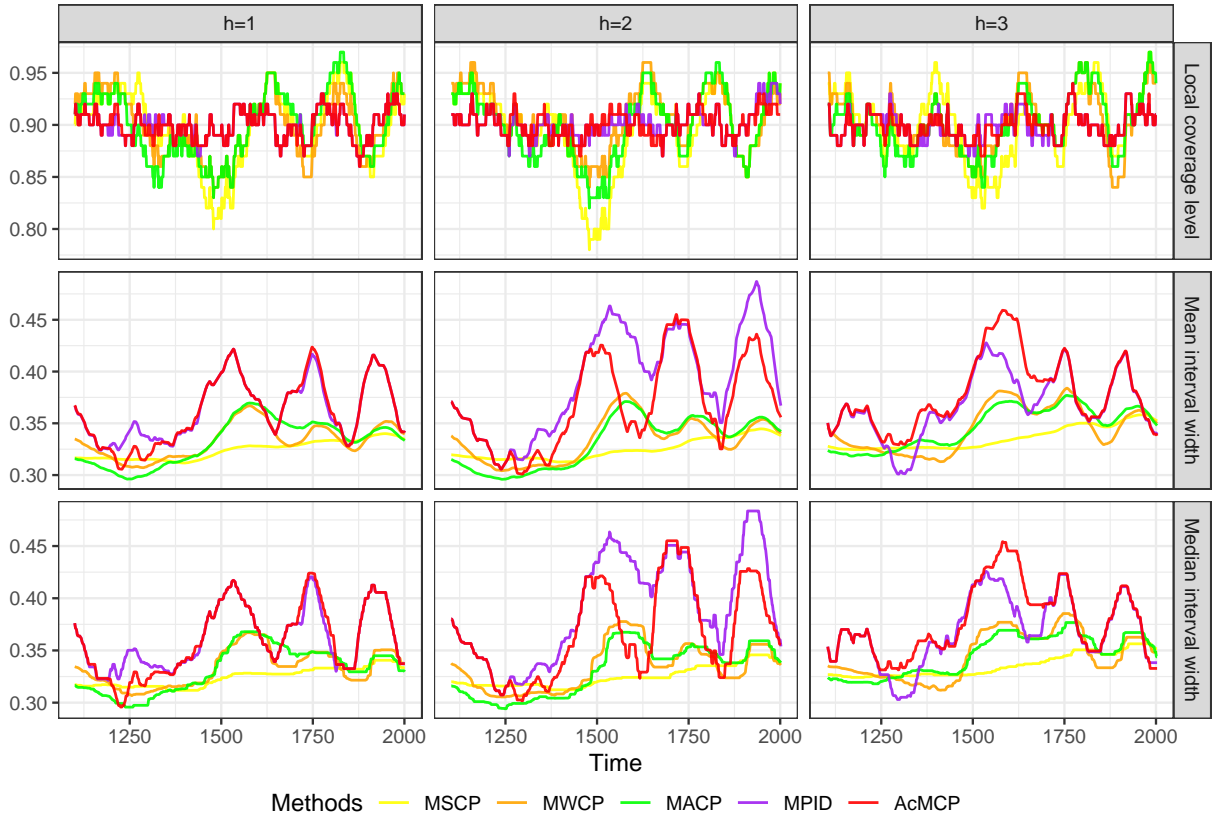 h=1 h=2 h=3
0.95
0.90
0.85
0.80
Local coverage level
0.45
0.40
0.35
0.30
Mean interval width
0.45
0.40
0.35
0.30
Median interval width
1250 1500 1750 2000 1250 1500 1750 2000 1250 1500 1750 2000
Time
Methods MSCP MWCP MACP MPID AcMCP